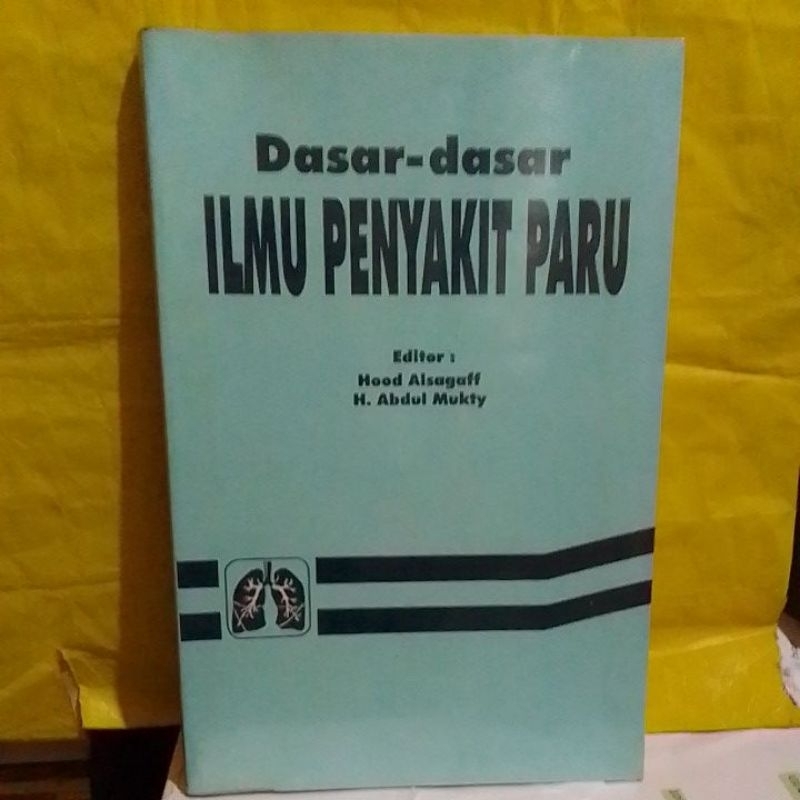 Dasar-dasar
ILMU PENYAKIT PARU
Editor :
Hood Alsagaff
H. Abdul Mukty